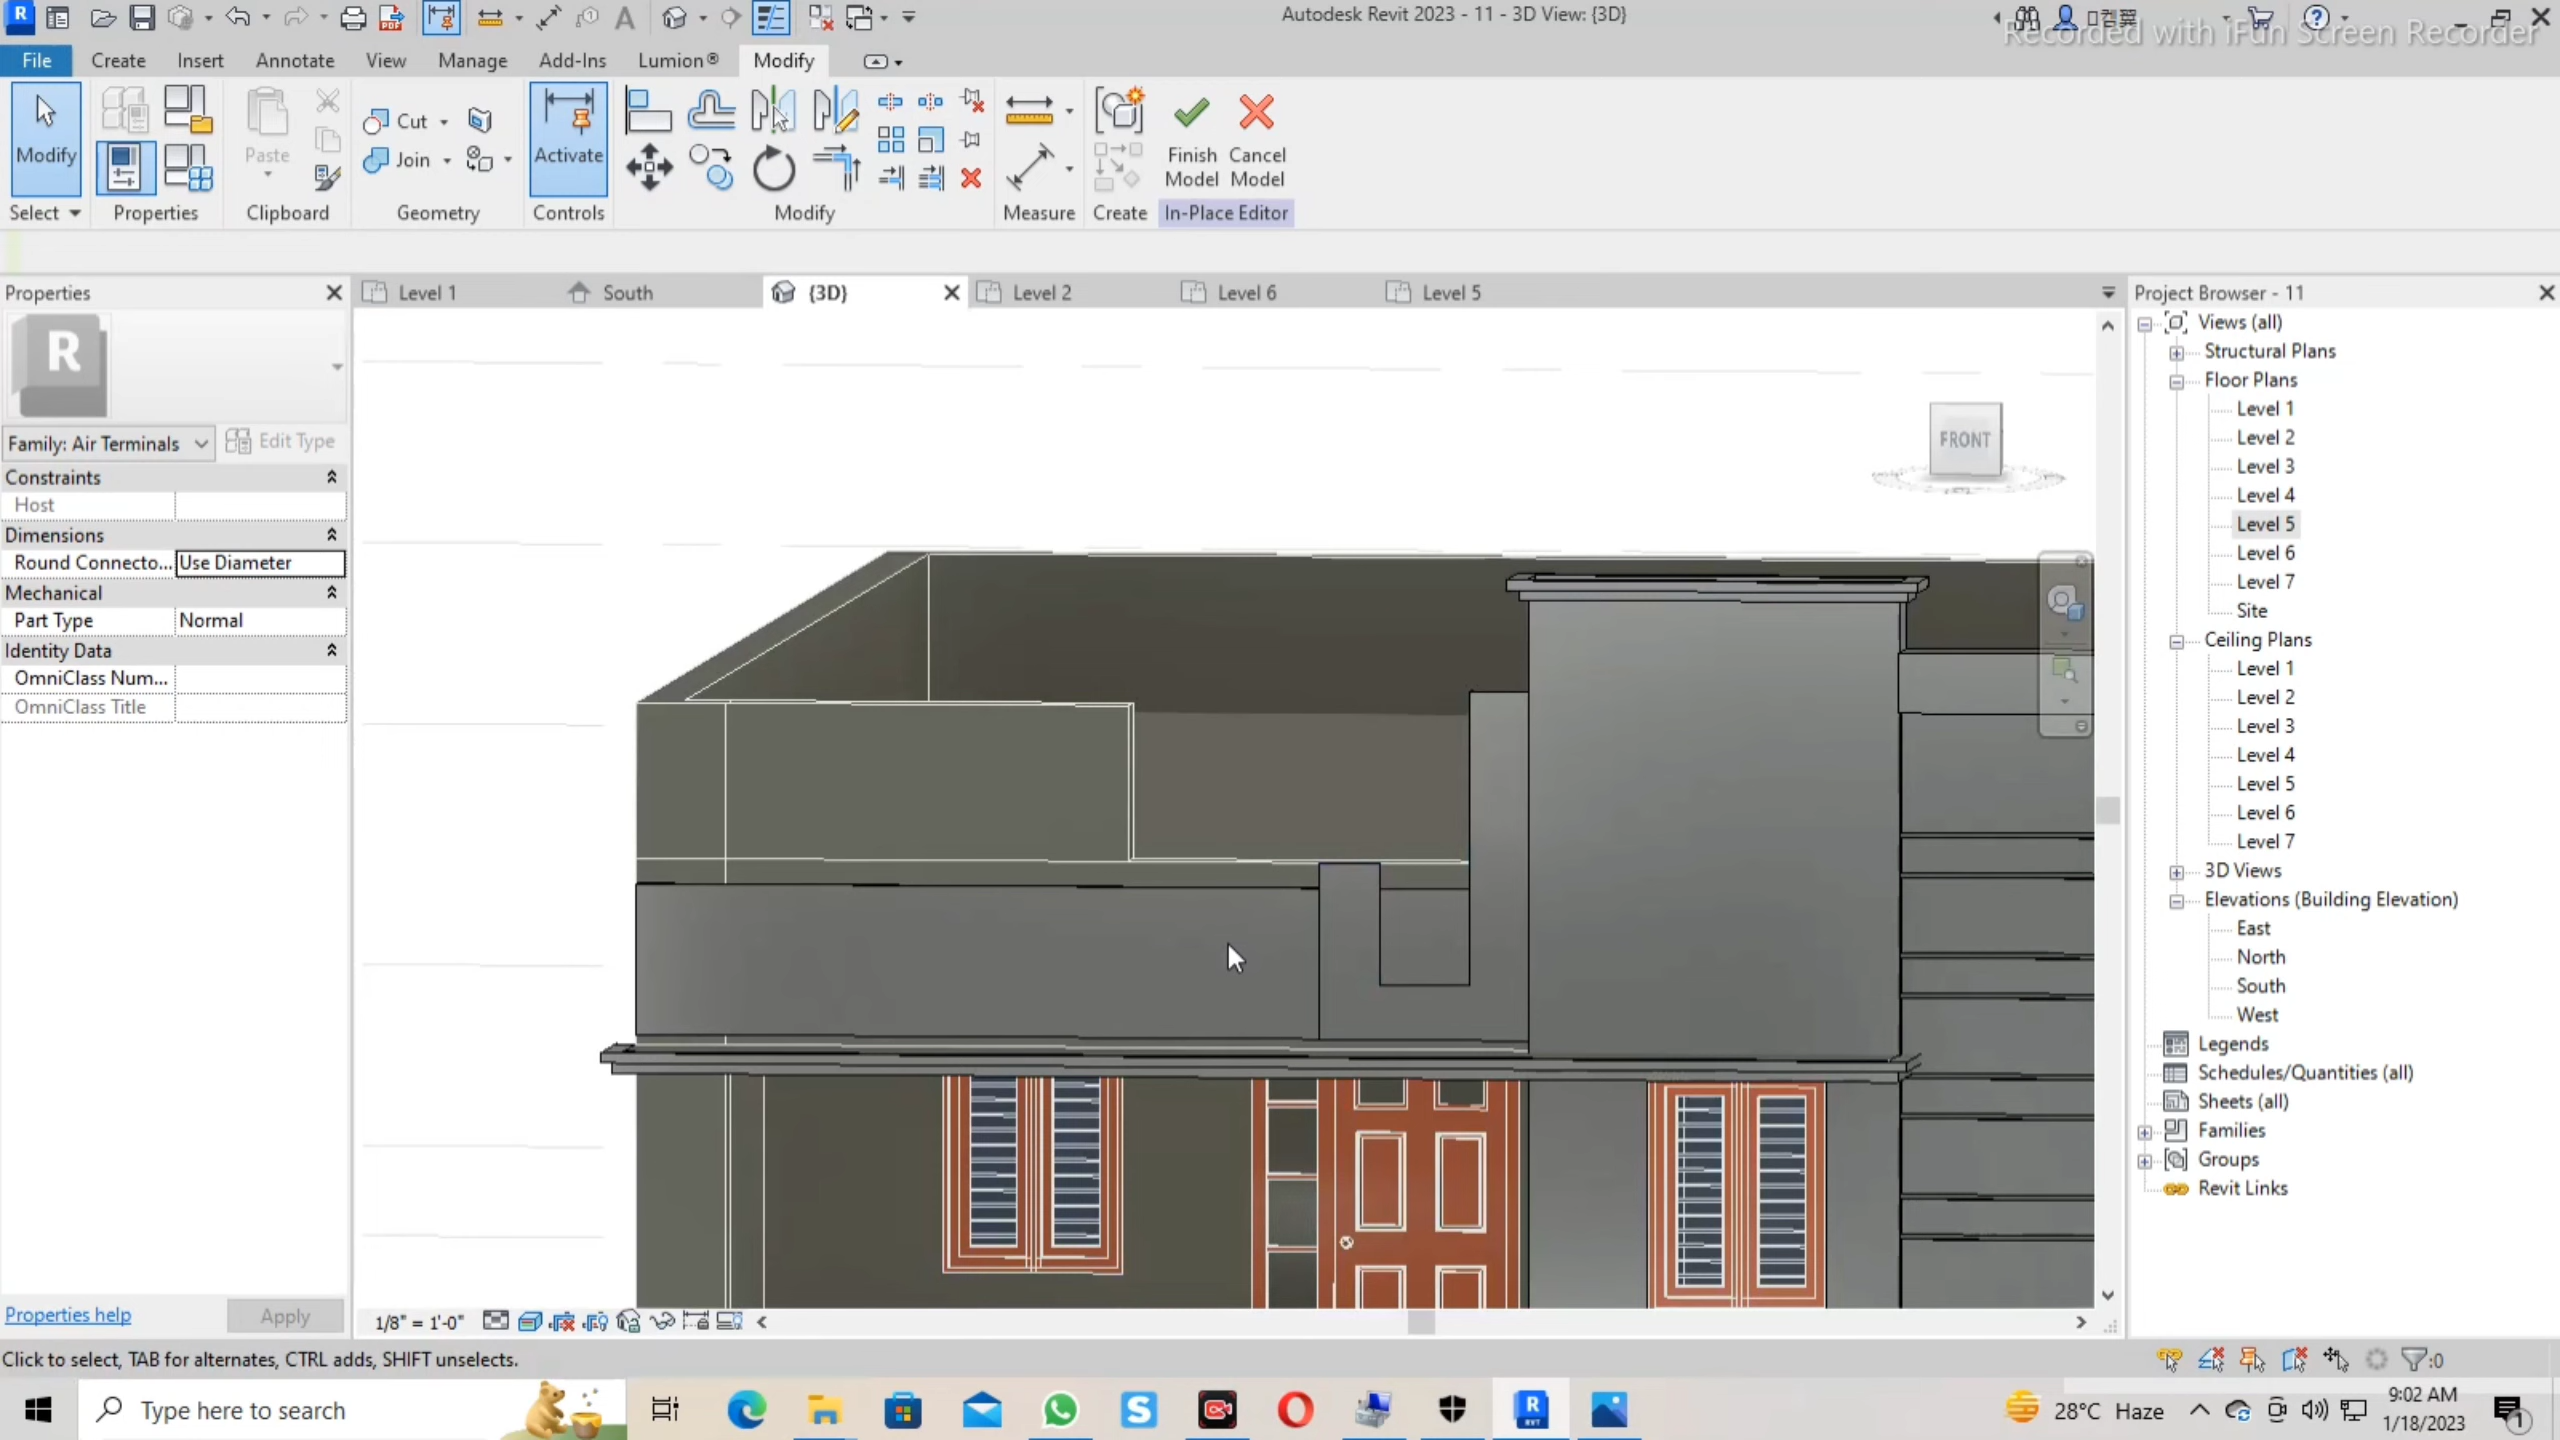 Autodesk Revit 2023 - 11 - 3D View: {3D}
Recorded with iFun Screen Recorder
File Create Insert Annotate View Manage Add-Ins Lumion® Modify
Modify Paste Cut Join Activate Finish Model Cancel Model
Select Properties Clipboard Geometry Controls Modify Measure Create In-Place Editor
Properties
Level 1 South {3D} Level 2 Level 6 Level 5
Project Browser - 11
R
Family: Air Terminals Edit Type
Constraints
Host
Dimensions
Round Connecto... Use Diameter
Mechanical
Part Type Normal
Identity Data
OmniClass Num...
OmniClass Title
Properties help Apply
FRONT
1/8" = 1'-0"
Views (all)
Structural Plans
Floor Plans
Level 1
Level 2
Level 3
Level 4
Level 5
Level 6
Level 7
Site
Ceiling Plans
Level 1
Level 2
Level 3
Level 4
Level 5
Level 6
Level 7
3D Views
Elevations (Building Elevation)
East
North
South
West
Legends
Schedules/Quantities (all)
Sheets (all)
Families
Groups
Revit Links
Click to select, TAB for alternates, CTRL adds, SHIFT unselects.
:0
Type here to search
28°C Haze
9:02 AM
1/18/2023
1